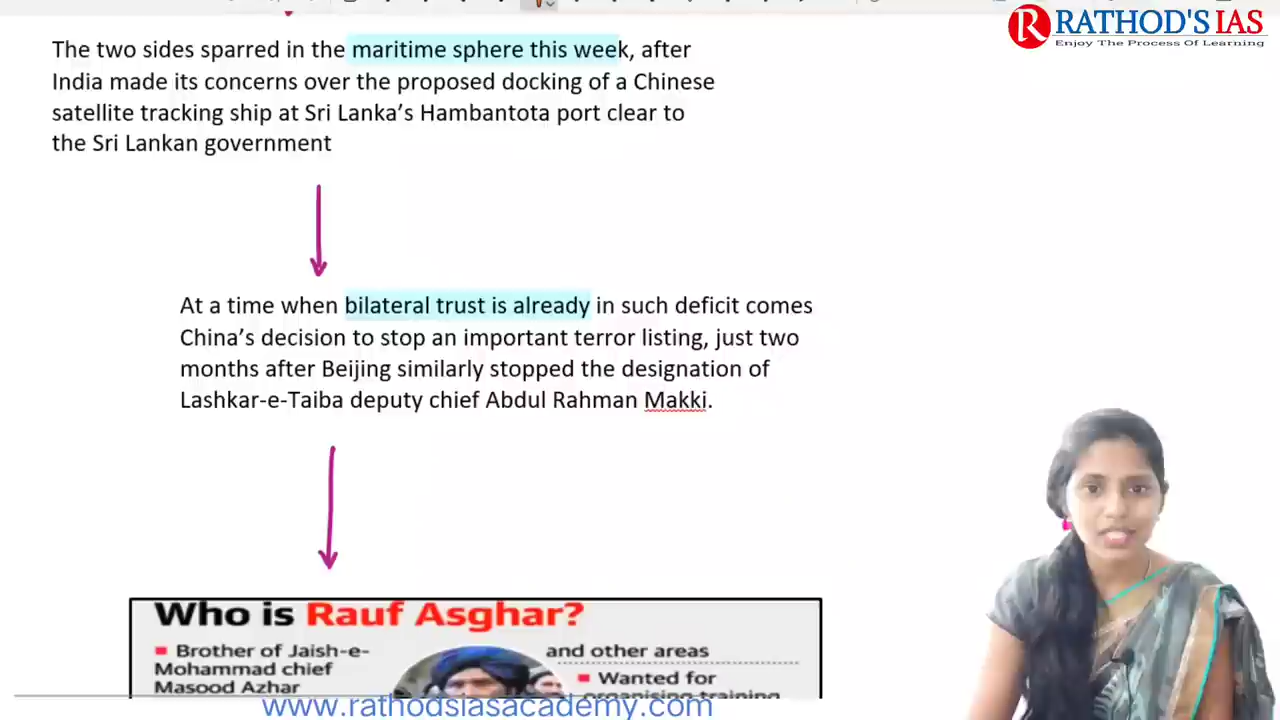 RATHOD'S IAS
Enjoy The Process Of Learning
The two sides sparred in the maritime sphere this week, after
India made its concerns over the proposed docking of a Chinese
satellite tracking ship at Sri Lanka’s Hambantota port clear to
the Sri Lankan government
At a time when bilateral trust is already in such deficit comes
China’s decision to stop an important terror listing, just two
months after Beijing similarly stopped the designation of
Lashkar-e-Taiba deputy chief Abdul Rahman Makki.
Who is Rauf Asghar?
Brother of Jaish-e-
Mohammad chief
Masood Azhar
and other areas
Wanted for
organising training
www.rathodsiasacademy.com